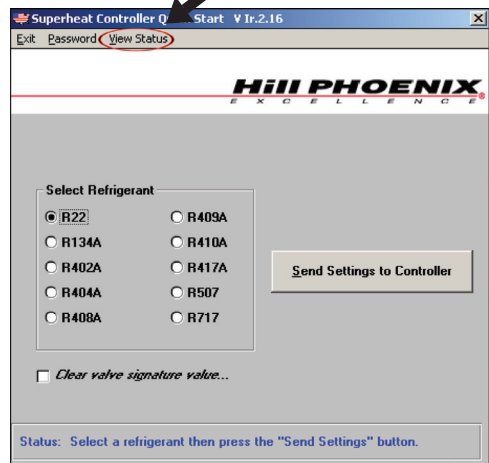 Superheat Controller Q Start V Ir.2.16
Exit Password View Status
Hill PHOENIX
EXCELLENCE
Select Refrigerant
R22 R409A
R134A R410A
R402A R417A
R404A R507
R408A R717
Send Settings to Controller
Clear valve signature value...
Status: Select a refrigerant then press the "Send Settings" button.